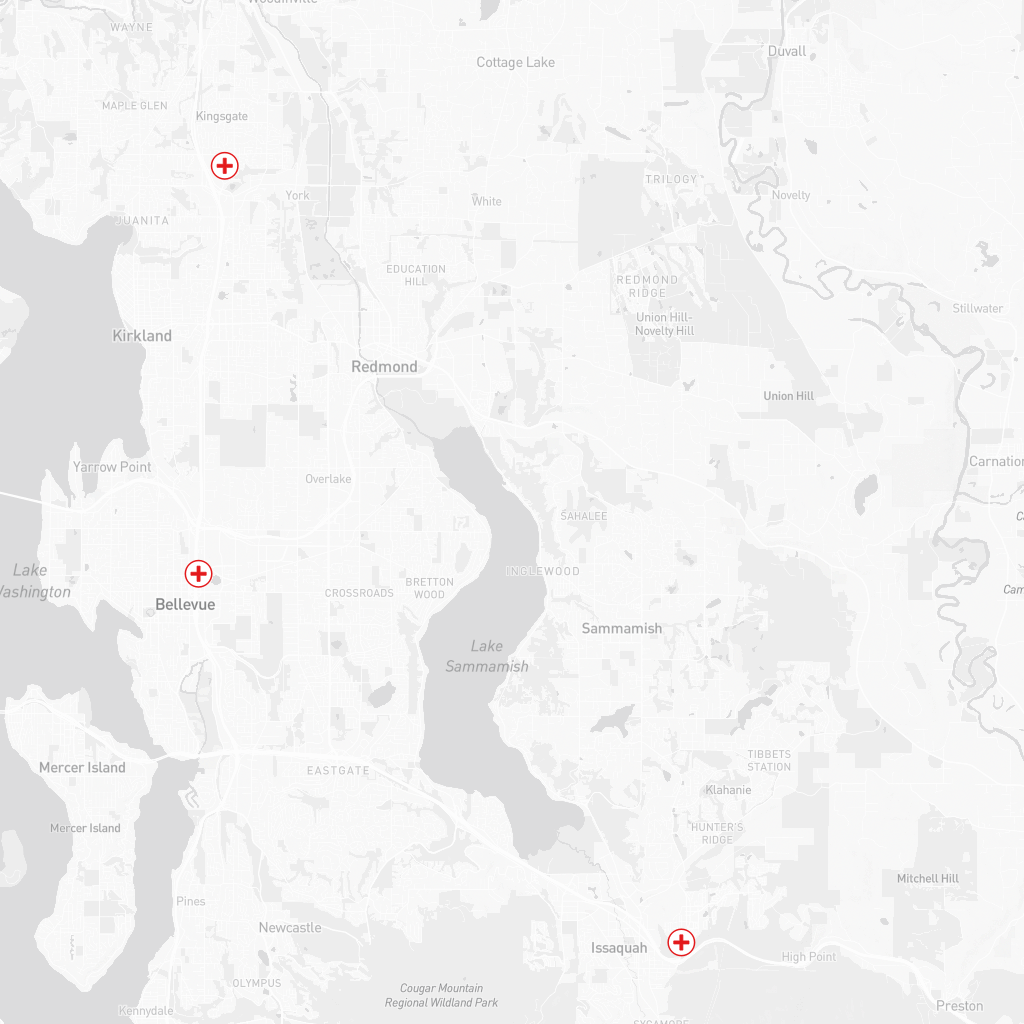 Woodinville
WAYNE
Cottage Lake
Duvall
MAPLE GLEN
Kingsgate
TRILOGY
York
White
Novelty
JUANITA
EDUCATION
HILL
REDMOND
RIDGE
Stillwater
Union Hill-
Novelty Hill
Kirkland
Redmond
Union Hill
Yarrow Point
Carnation
Overlake
SAHALEE
Lake
Washington
INGLEWOOD
BRETTON
WOOD
CROSSROADS
Bellevue
Sammamish
Lake
Sammamish
TIBBETS
STATION
Mercer Island
EASTGATE
Klahanie
Mercer Island
HUNTER'S
RIDGE
Mitchell Hill
Pines
Newcastle
Issaquah
High Point
OLYMPUS
Cougar Mountain
Regional Wildland Park
Preston
Kennydale
SYCAMORE